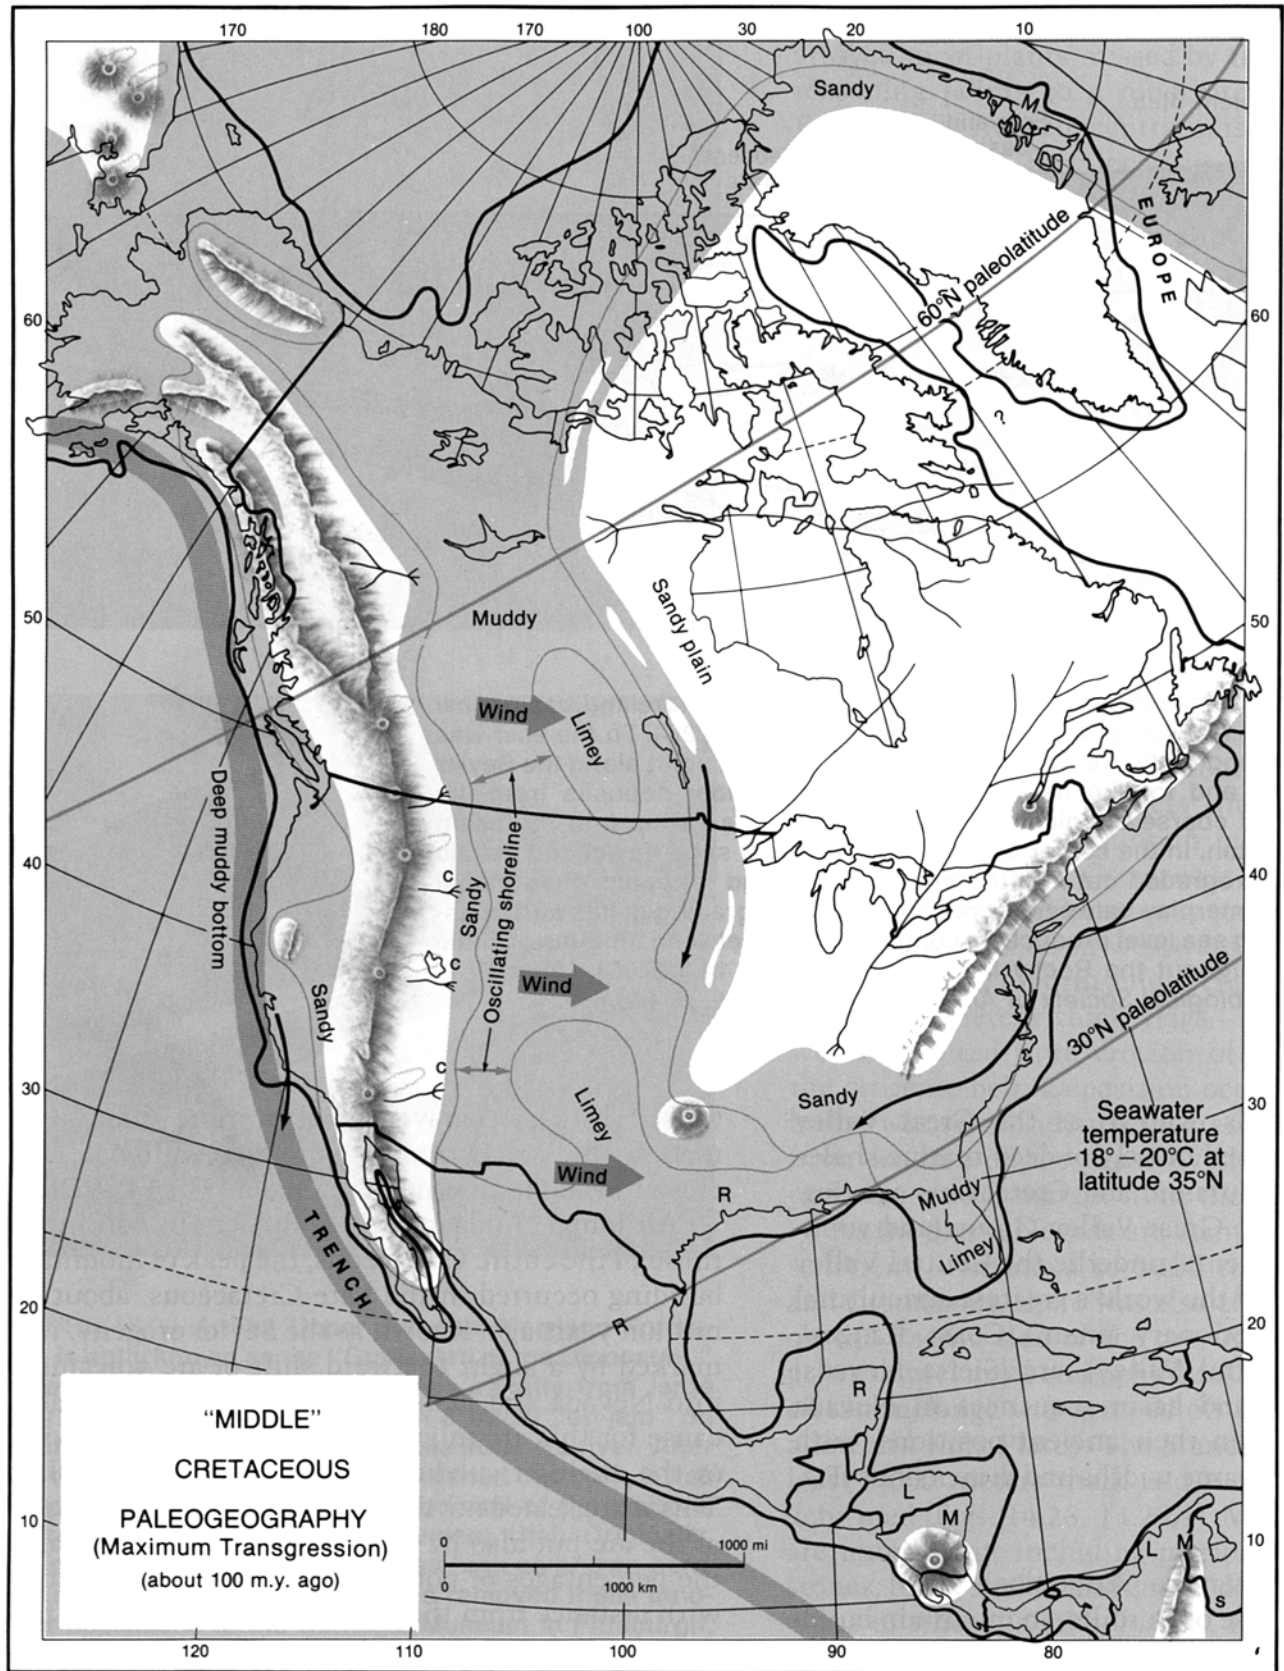 170
180
170
100
30
20
10
Sandy
M
EUROPE
60°N paleolatitude
60
60
?
50
50
Muddy
Sandy plain
Wind
Limey
Deep muddy bottom
40
40
C
Sandy
Oscillating shoreline
C
Wind
Sandy
30°N paleolatitude
C
30
30
Limey
Sandy
Seawater
temperature
18°–20°C at
latitude 35°N
Wind
R
Muddy
Limey
TRENCH
20
20
R
R
"MIDDLE"
CRETACEOUS
PALEOGEOGRAPHY
(Maximum Transgression)
(about 100 m.y. ago)
L
M
L
M
S
10
10
0
1000 mi
0
1000 km
120
110
100
90
80